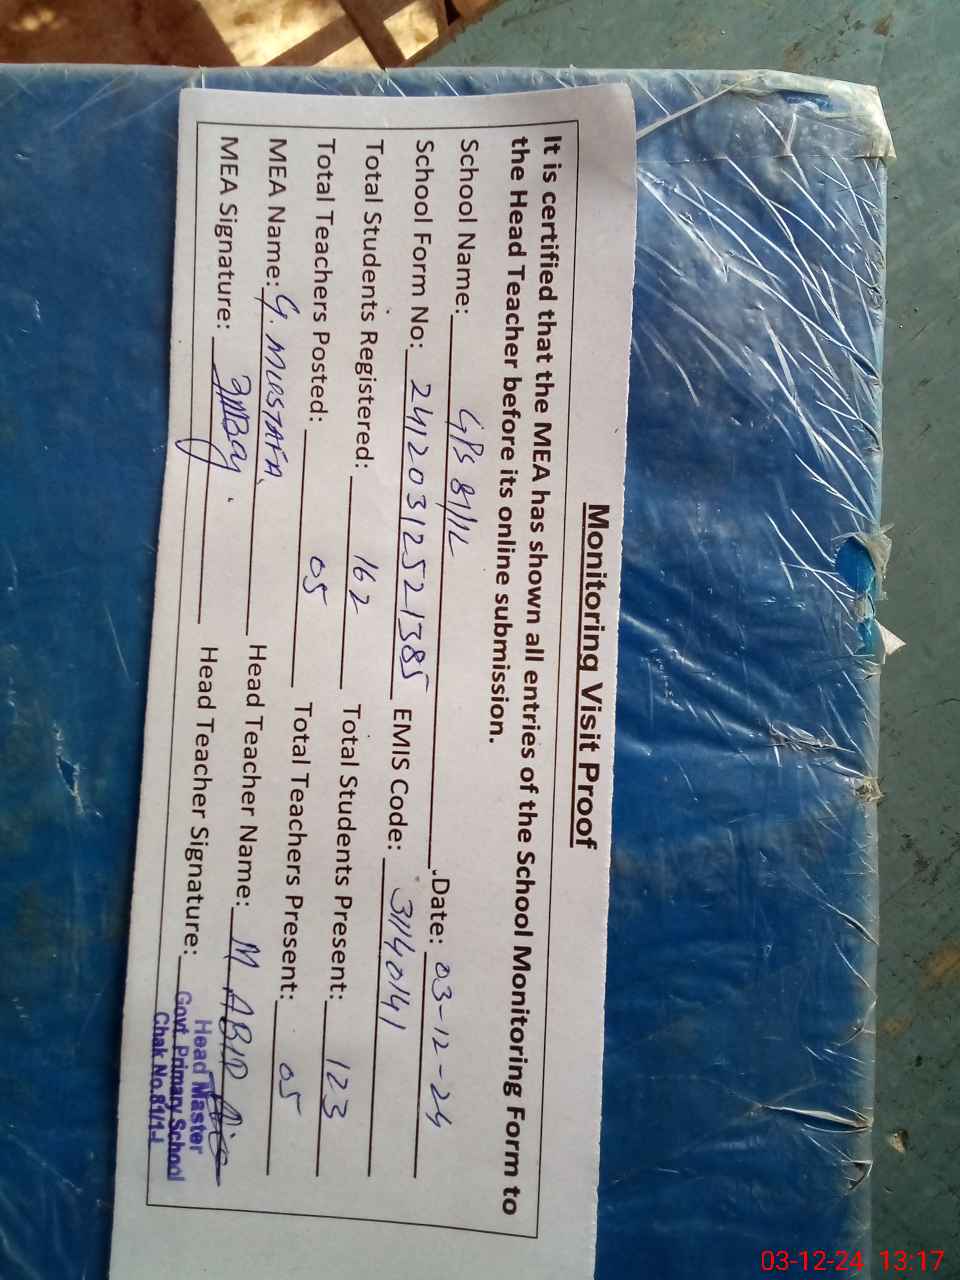 Monitoring Visit Proof
It is certified that the MEA has shown all entries of the School Monitoring Form to
the Head Teacher before its online submission.
School Name: GPS 81/1L Date: 03-12-24
School Form No: 24120312521385 EMIS Code: 31140141
Total Students Registered: 162 Total Students Present: 123
Total Teachers Posted: 05 Total Teachers Present: 05
MEA Name: G. MUSTAFA Head Teacher Name: M ABID
MEA Signature: Head Teacher Signature:
Head Master
Govt. Primary School
Chak No.81/1-L
03-12-24 13:17